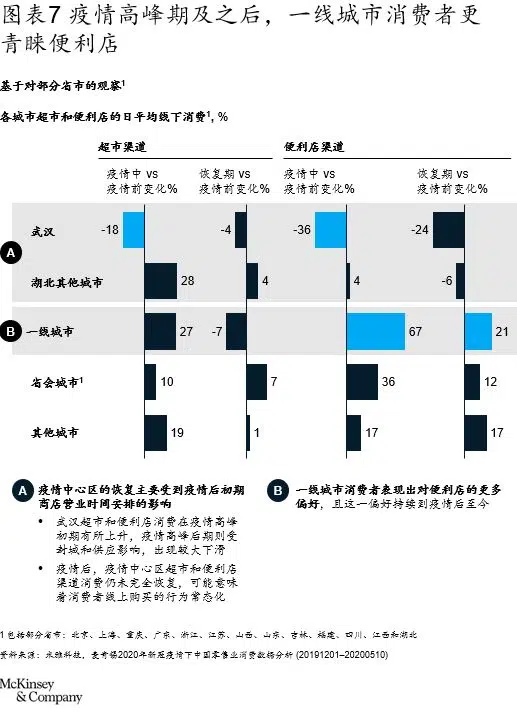 图表7 疫情高峰期及之后，一线城市消费者更
青睐便利店
基于对部分省市的观察1
各城市超市和便利店的日平均线下消费1, %
超市渠道
便利店渠道
疫情中 vs
疫情前变化%
恢复期 vs
疫情前变化%
疫情中 vs
疫情前变化%
恢复期 vs
疫情前变化%
A
武汉
-18
-4
-36
-24
湖北其他城市
28
4
4
-6
B
一线城市
27
-7
67
21
省会城市1
10
7
36
12
其他城市
19
1
17
17
A
疫情中心区的恢复主要受到疫情后初期
商店营业时间安排的影响
• 武汉超市和便利店消费在疫情高峰
初期有所上升，疫情高峰后期则受
封城和供应影响，出现较大下滑
• 疫情后，疫情中心区超市和便利店
渠道消费仍未完全恢复，可能意味
着消费者线上购买的行为常态化
B
一线城市消费者表现出对便利店的更多
偏好，且这一偏好持续到疫情后至今
1 包括部分省市：北京、上海、重庆、广东、浙江、江苏、山西、山东、吉林、福建、四川、江西和湖北
资料来源：永雅科技，麦肯锡2020年新冠疫情下中国零售业消费数据分析 (20191201–20200510)
McKinsey
& Company